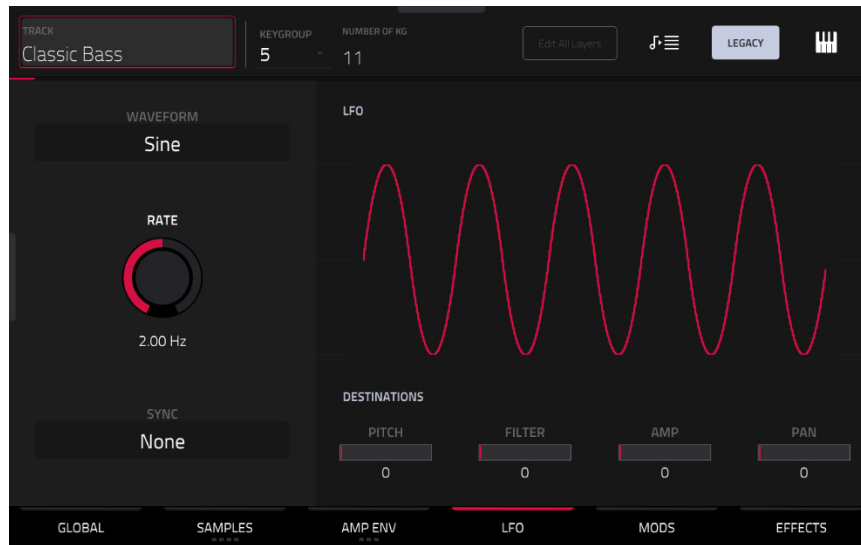 TRACK
Classic Bass
KEYGROUP
5
NUMBER OF KG
11
Edit All Layers
LEGACY
WAVEFORM
Sine
RATE
2.00 Hz
SYNC
None
LFO
DESTINATIONS
PITCH FILTER AMP PAN
0 0 0 0
GLOBAL SAMPLES AMP ENV LFO MODS EFFECTS